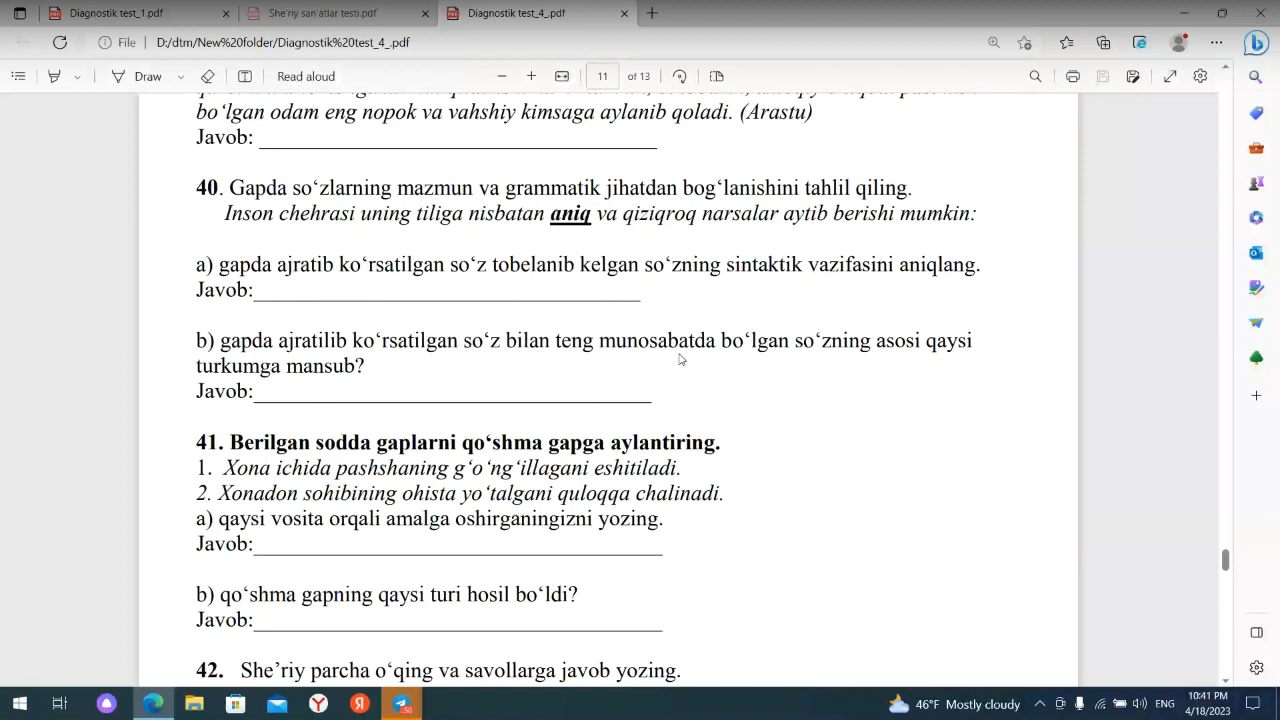 Diagnostik test_1.pdf
She'riy san'atlar testi.pdf
Diagnostik test_4_.pdf
File
D:/dtm/New%20folder/Diagnostik%20test_4_.pdf
Draw
Read aloud
11 of 13
bo‘lgan odam eng nopok va vahshiy kimsaga aylanib qoladi. (Arastu)
Javob: ____________________
40. Gapda so‘zlarning mazmun va grammatik jihatdan bog‘lanishini tahlil qiling.
Inson chehrasi uning tiliga nisbatan aniq va qiziqroq narsalar aytib berishi mumkin:
a) gapda ajratib ko‘rsatilgan so‘z tobelanib kelgan so‘zning sintaktik vazifasini aniqlang.
Javob:____________________
b) gapda ajratilib ko‘rsatilgan so‘z bilan teng munosabatda bo‘lgan so‘zning asosi qaysi
turkumga mansub?
Javob:____________________
41. Berilgan sodda gaplarni qo‘shma gapga aylantiring.
1. Xona ichida pashshaning g‘o‘ng‘illagani eshitiladi.
2. Xonadon sohibining ohista yo‘talgani quloqqa chalinadi.
a) qaysi vosita orqali amalga oshirganingizni yozing.
Javob:____________________
b) qo‘shma gapning qaysi turi hosil bo‘ldi?
Javob:____________________
42. She’riy parcha o‘qing va savollarga javob yozing.
46°F Mostly cloudy
ENG
10:41 PM
4/18/2023